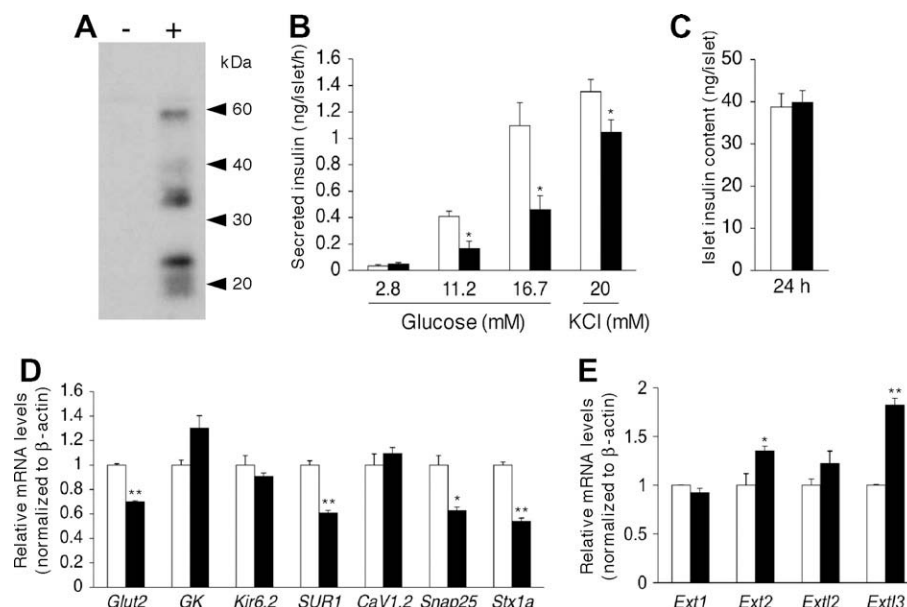 A
- +
kDa
60
40
30
20
B
Secreted insulin (ng/islet/h)
1.6
1.4
1.2
1
0.8
0.6
0.4
0.2
0
*
*
*
2.8 11.2 16.7 20
Glucose (mM) KCl (mM)
C
Islet insulin content (ng/islet)
50
40
30
20
10
0
24 h
D
Relative mRNA levels
(normalized to β-actin)
1.6
1.4
1.2
1
0.8
0.6
0.4
0.2
0
**
**
*
**
Glut2 GK Kir6.2 SUR1 CaV1.2 Snap25 Stx1a
E
Relative mRNA levels
(normalized to β-actin)
2
1.5
1
0.5
0
*
**
Ext1 Ext2 Extl2 Extl3